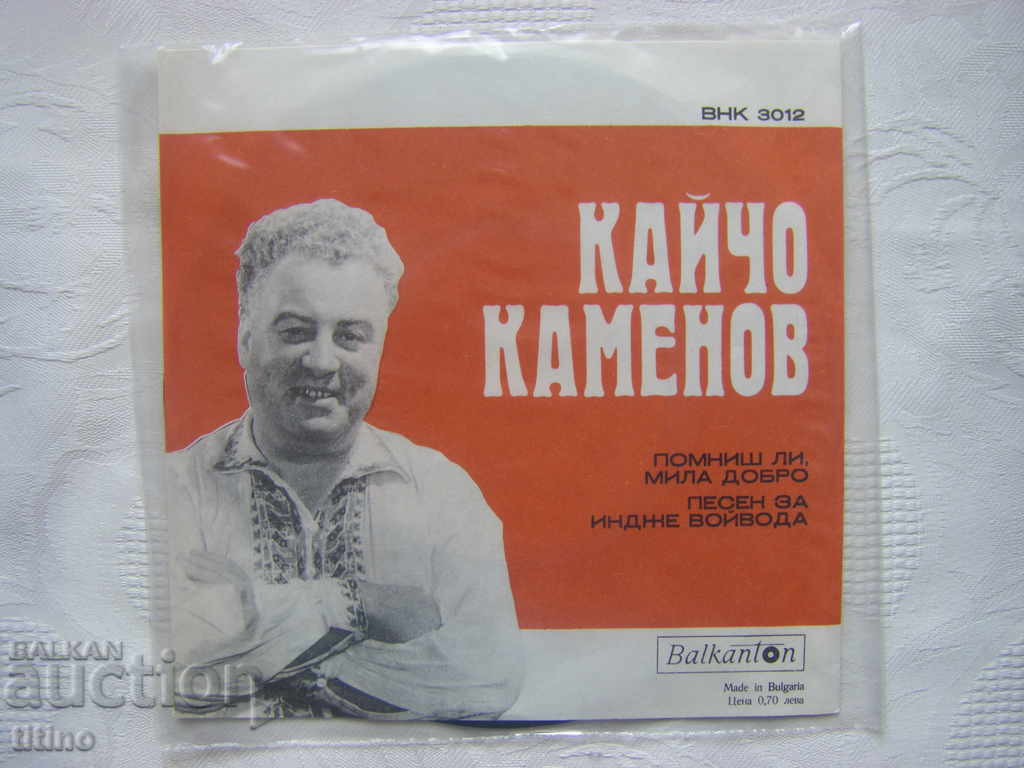 ВНК 3012
КАЙЧО
КАМЕНОВ
ПОМНИШ ЛИ,
МИЛА ДОБРО
ПЕСЕН ЗА
ИНДЖЕ ВОЙВОДА
Balkanton
Made in Bulgaria
Цена 0,70 лева
BALKAN
auction
titino